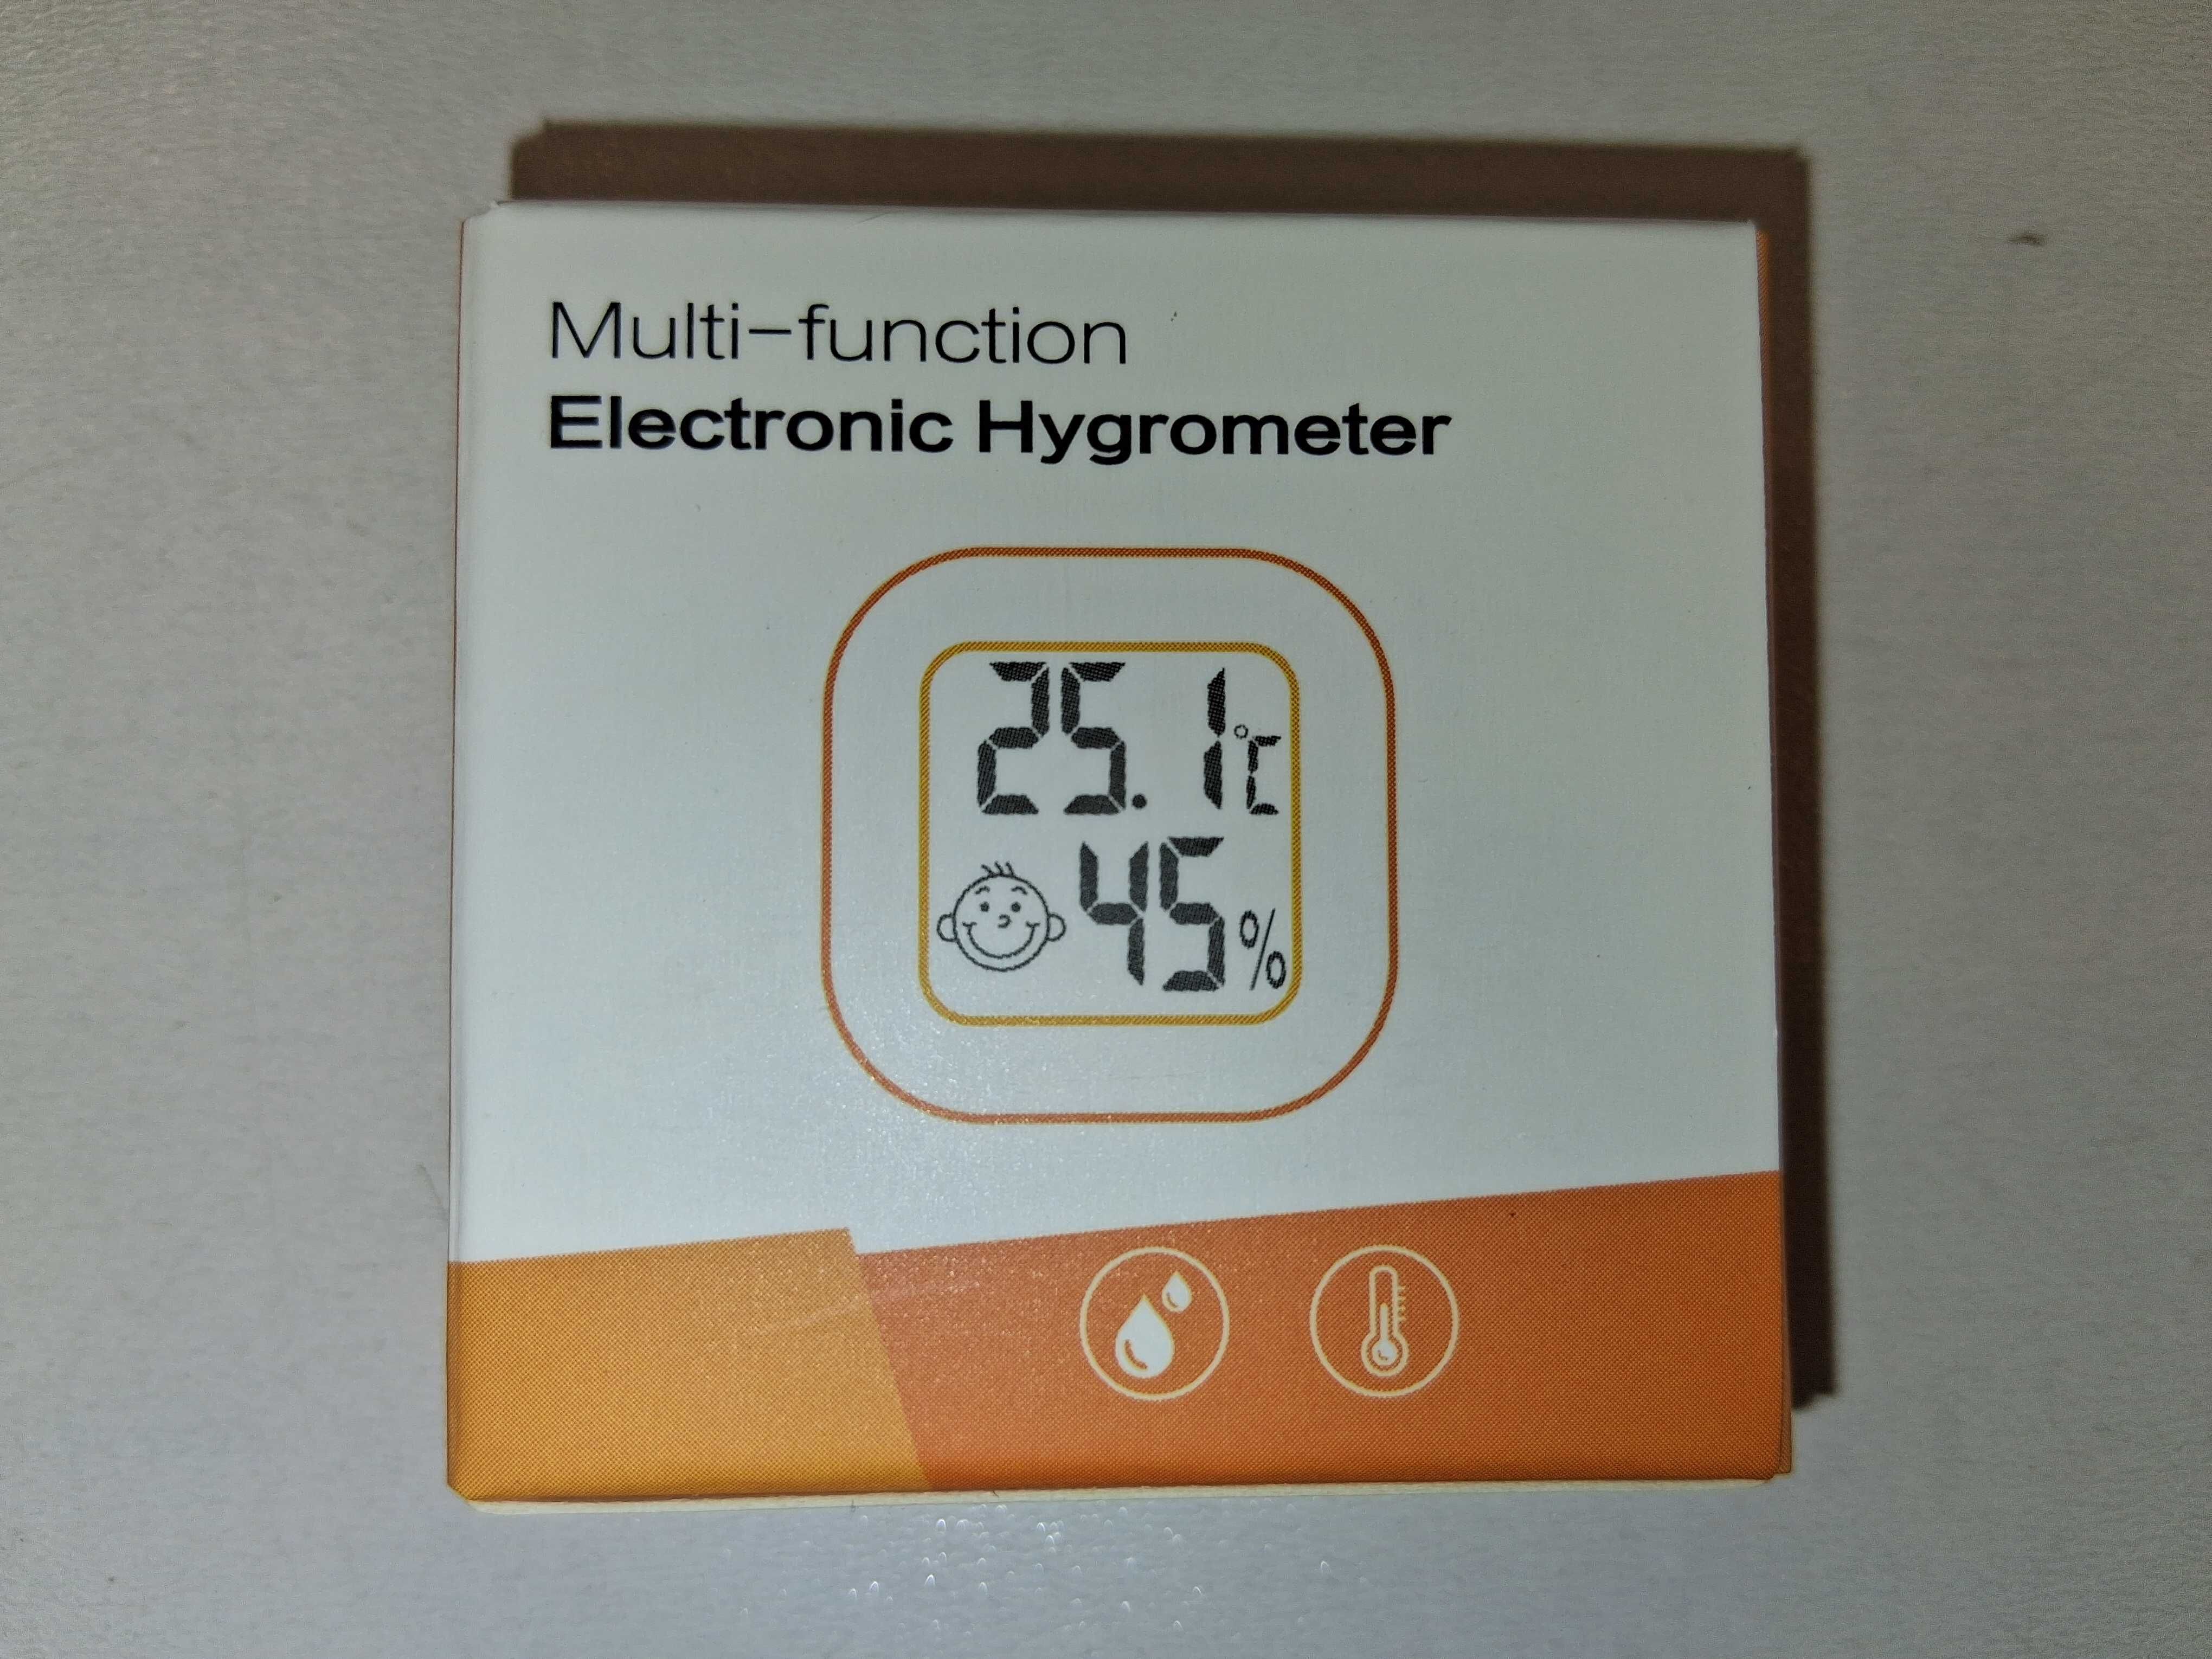 Multi-function
Electronic Hygrometer
25.1°C
45%